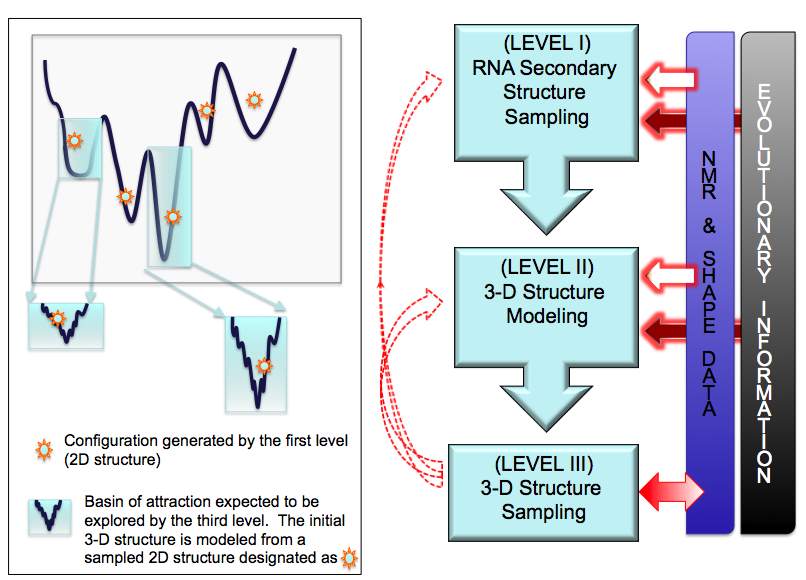 (LEVEL I)
RNA Secondary
Structure
Sampling
(LEVEL II)
3-D Structure
Modeling
(LEVEL III)
3-D Structure
Sampling
NMR & SHAPE DATA
EVOLUTIONARY INFORMATION
Configuration generated by the first level
(2D structure)
Basin of attraction expected to be
explored by the third level.  The initial
3-D structure is modeled from a
sampled 2D structure designated as